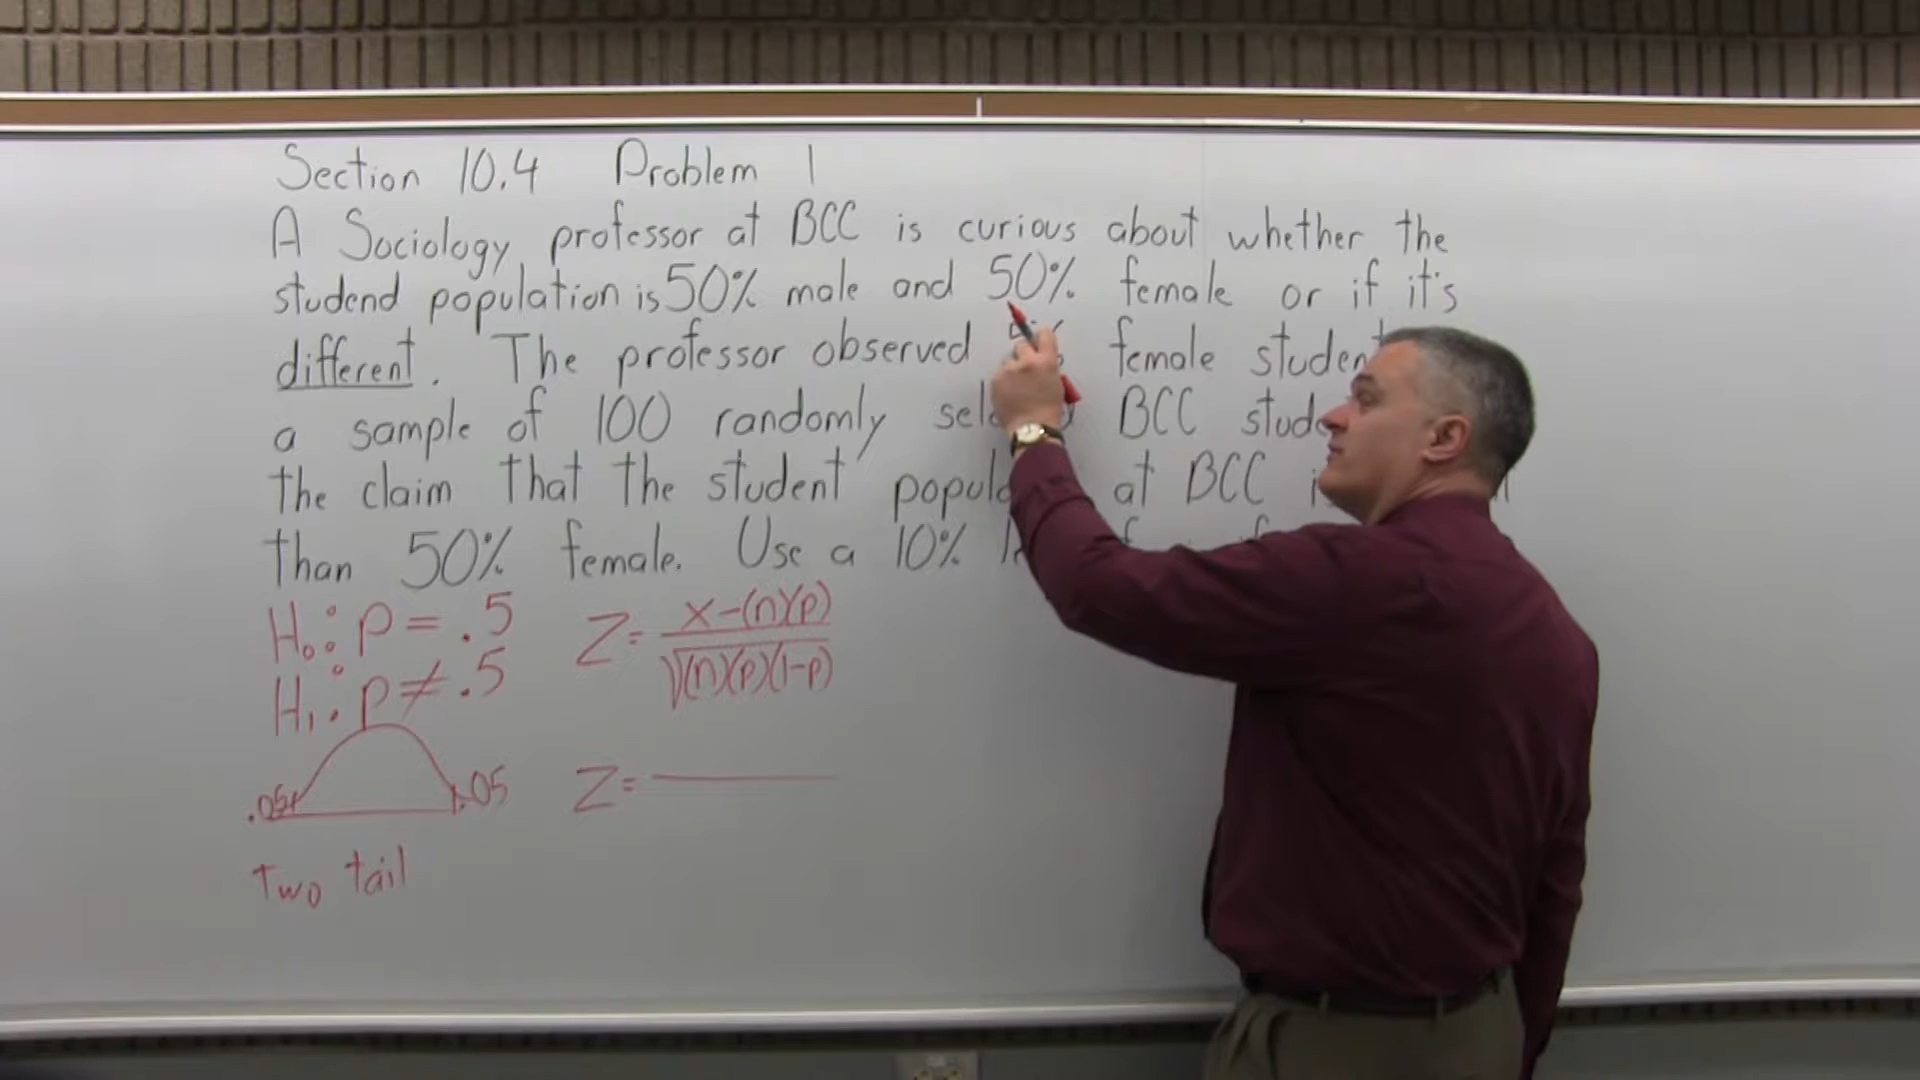 Section 10.4 Problem 1
A Sociology professor at BCC is curious about whether the
studend population is 50% male and 50% female or if it's
different. The professor observed female
a sample of 100 randomly BCC
the claim that the student at BCC
than 50% female. Use a 10%
H₀: p = .5
H₁: p ≠ .5
Z = x-(n)(p) / √(n)(p)(1-p)
.05 .05
Z =
Two tail